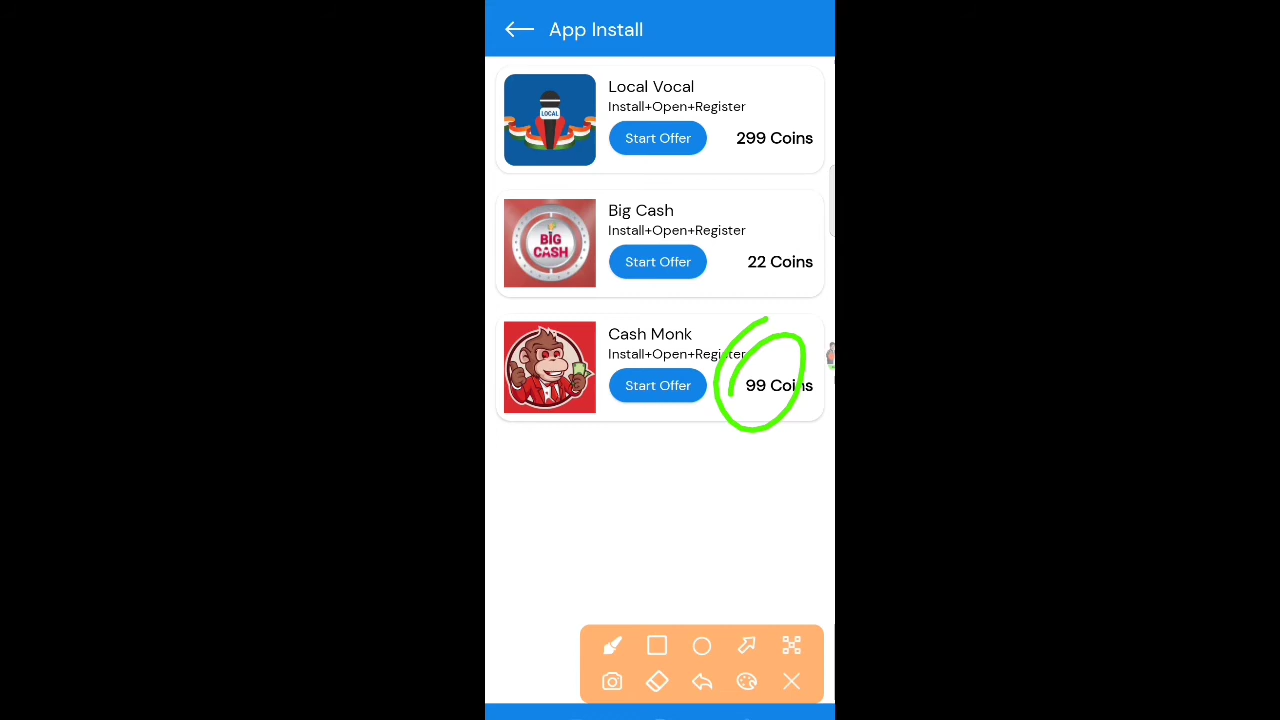 App Install
Local Vocal
Install+Open+Register
LOCAL
Start Offer
299 Coins
Big Cash
Install+Open+Register
BIG
CASH
Start Offer
22 Coins
Cash Monk
Install+Open+Register
Start Offer
99 Coins